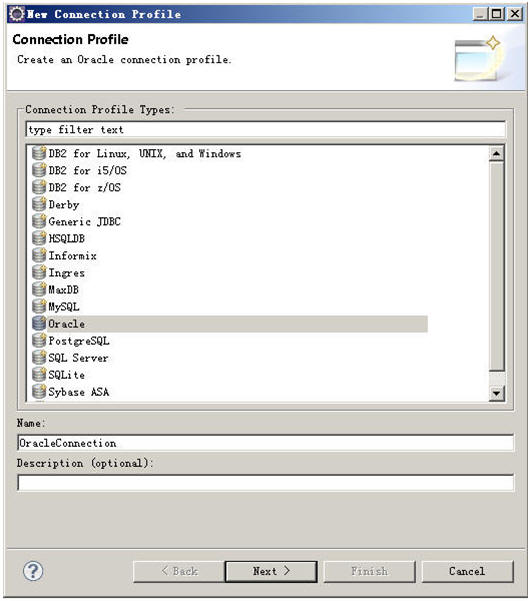 New Connection Profile
Connection Profile
Create an Oracle connection profile.
Connection Profile Types:
type filter text
DB2 for Linux, UNIX, and Windows
DB2 for i5/OS
DB2 for z/OS
Derby
Generic JDBC
HSQLDB
Informix
Ingres
MaxDB
MySQL
Oracle
PostgreSQL
SQL Server
SQLite
Sybase ASA
Name:
OracleConnection
Description (optional):
?
< Back
Next >
Finish
Cancel